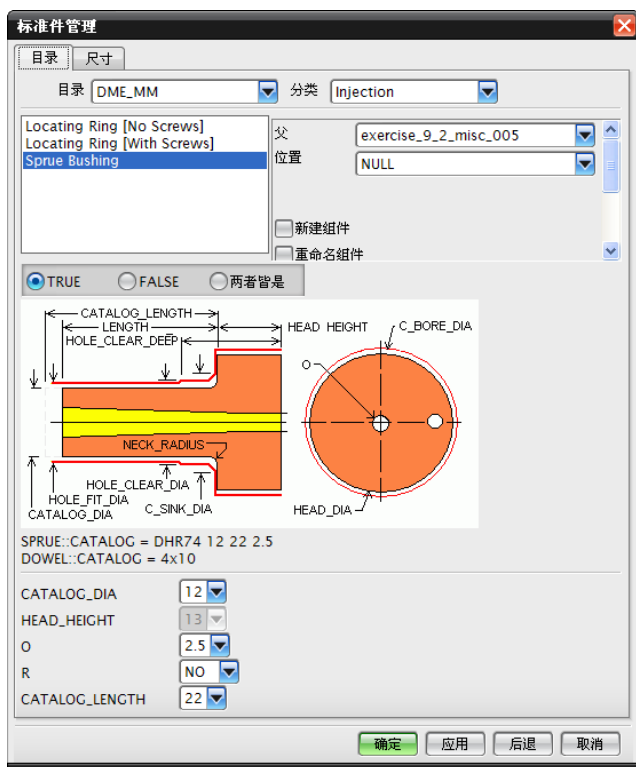 标准件管理
目录 尺寸
目录 DME_MM 分类 Injection
Locating Ring [No Screws]
Locating Ring [With Screws]
Sprue Bushing
父 exercise_9_2_misc_005
位置 NULL
新建组件
重命名组件
TRUE FALSE 两者皆是
CATALOG_LENGTH
LENGTH
HEAD HEIGHT
C_BORE_DIA
HOLE_CLEAR_DEEP
O
NECK_RADIUS
HOLE_CLEAR_DIA
HOLE_FIT_DIA
C_SINK_DIA
HEAD_DIA
CATALOG_DIA
SPRUE::CATALOG = DHR74 12 22 2.5
DOWEL::CATALOG = 4x10
CATALOG_DIA 12
HEAD_HEIGHT 13
O 2.5
R NO
CATALOG_LENGTH 22
确定 应用 后退 取消